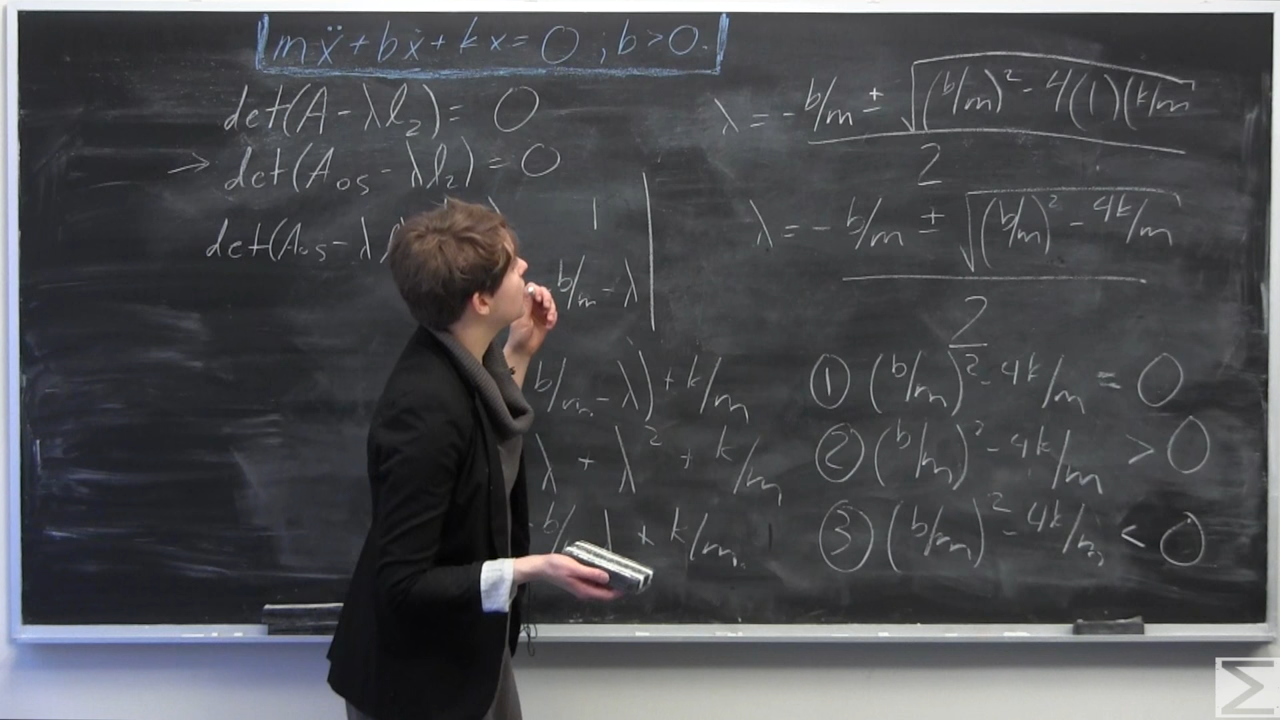 mẍ + bẋ + kx = 0 ; b > 0.
det(A - λI₂) = 0
→ det(A_OS - λI₂) = 0
det(A_OS - λ
1
b/m - λ
b/m - λ) + k/m
λ + λ² + k/m
b/m λ + k/m
λ = -b/m ± √((b/m)² - 4(1)(k/m
2
λ = -b/m ± √((b/m)² - 4k/m
2
① (b/m)² - 4k/m = 0
② (b/m)² - 4k/m > 0
③ (b/m)² - 4k/m < 0
Σ